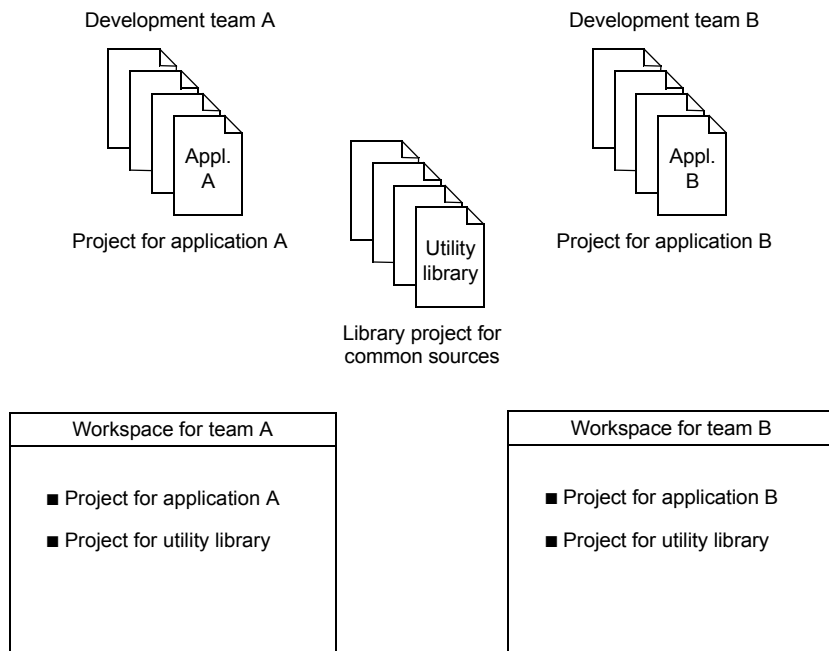 Development team A
Development team B
Appl.
A
Appl.
B
Project for application A
Utility
library
Project for application B
Library project for
common sources
Workspace for team A
■ Project for application A
■ Project for utility library
Workspace for team B
■ Project for application B
■ Project for utility library